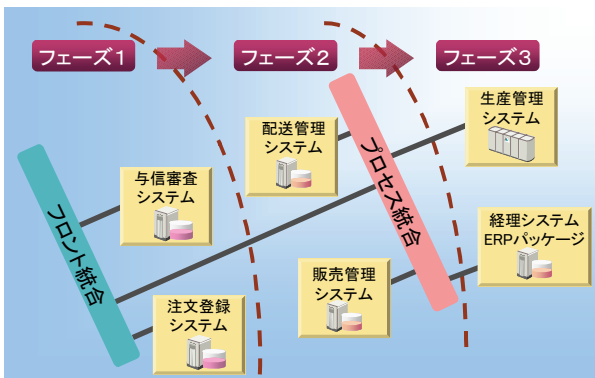 フェーズ1
フェーズ2
フェーズ3
生産管理
システム
配送管理
システム
プロセス統合
与信審査
システム
フロント統合
経理システム
ERPパッケージ
販売管理
システム
注文登録
システム